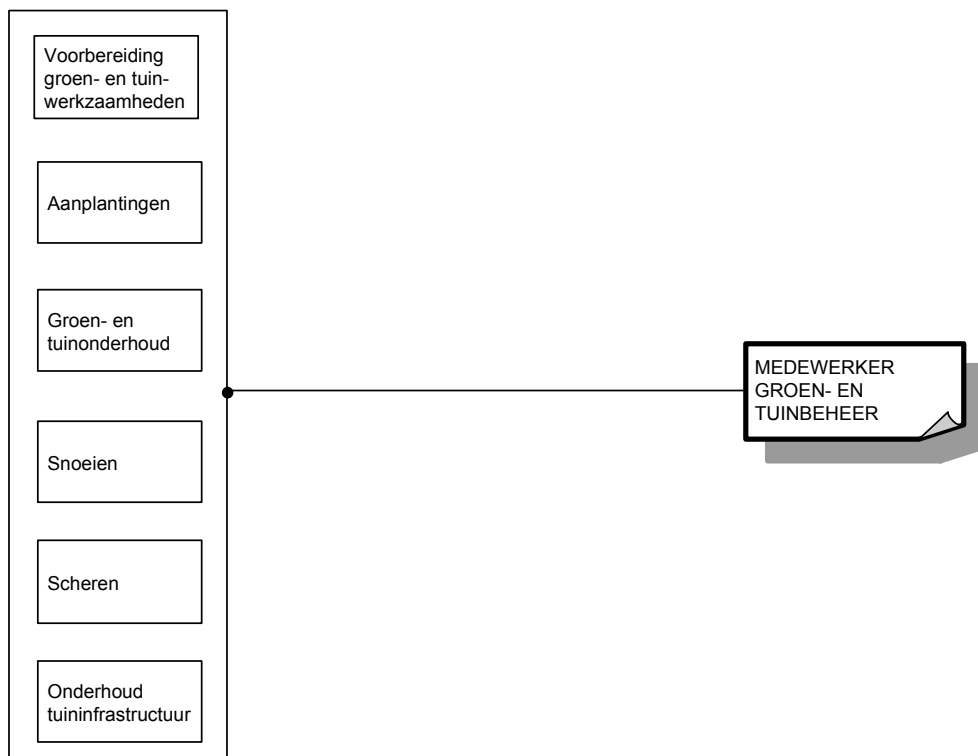 Voorbereiding
groen- en tuin-
werkzaamheden
Aanplantingen
Groen- en
tuinonderhoud
Snoeien
Scheren
Onderhoud
tuininfrastructuur
MEDEWERKER
GROEN- EN
TUINBEHEER